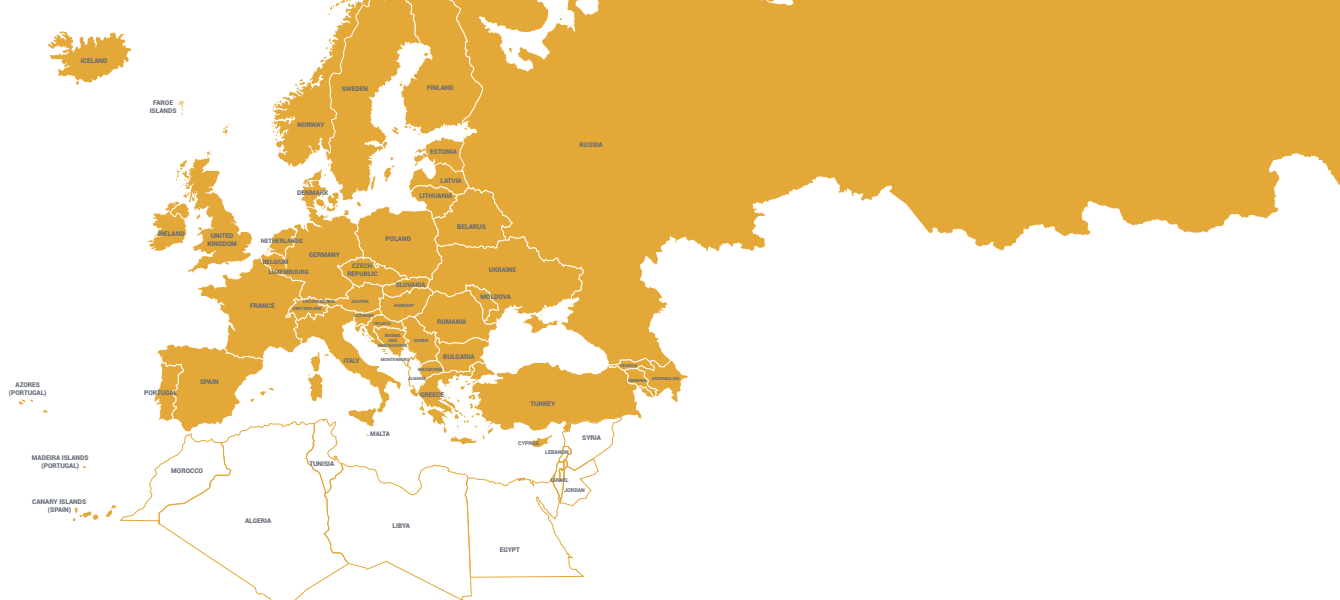 ICELAND
FAROE
ISLANDS
SWEDEN
FINLAND
NORWAY
RUSSIA
ESTONIA
LATVIA
DENMARK
LITHUANIA
BELARUS
IRELAND
UNITED
KINGDOM
NETHERLANDS
POLAND
GERMANY
BELGIUM
CZECH
REPUBLIC
LUXEMBOURG
UKRAINE
SLOVAKIA
MOLDOVA
FRANCE
AUSTRIA
HUNGARY
ROMANIA
ITALY
BULGARIA
MACEDONIA
ALBANIA
SPAIN
PORTUGAL
AZORES
(PORTUGAL)
GREECE
TURKEY
MALTA
CYPRUS
SYRIA
LEBANON
ISRAEL
JORDAN
MADEIRA ISLANDS
(PORTUGAL)
MOROCCO
TUNISIA
CANARY ISLANDS
(SPAIN)
ALGERIA
LIBYA
EGYPT